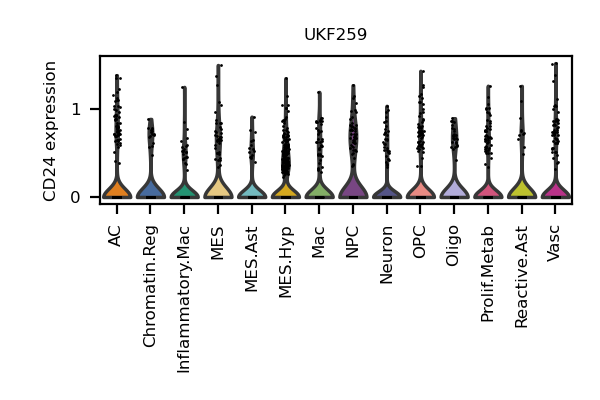 UKF259
CD24 expression
1
0
AC
Chromatin.Reg
Inflammatory.Mac
MES
MES.Ast
MES.Hyp
Mac
NPC
Neuron
OPC
Oligo
Prolif.Metab
Reactive.Ast
Vasc